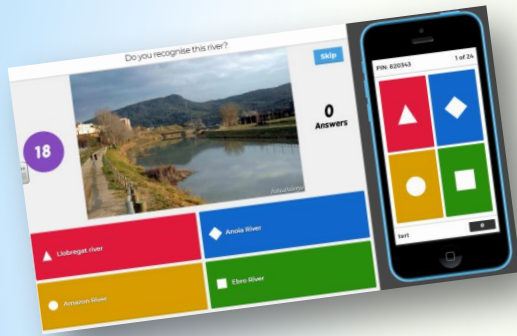 Do you recognise this river?
Skip
18
0
Answers
Llobregat river
Anoia River
Amazon River
Ebro River
PIN: 820343
1 of 24
tert
0